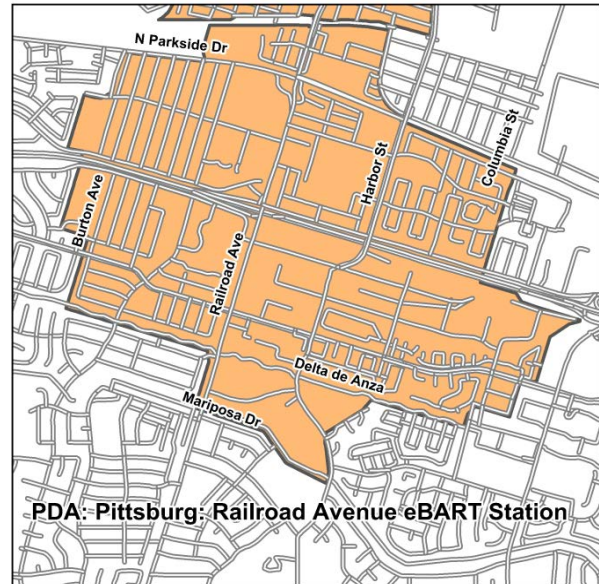 N Parkside Dr
Columbia St
Harbor St
Burton Ave
Railroad Ave
Delta de Anza
Mariposa Dr
PDA: Pittsburg: Railroad Avenue eBART Station